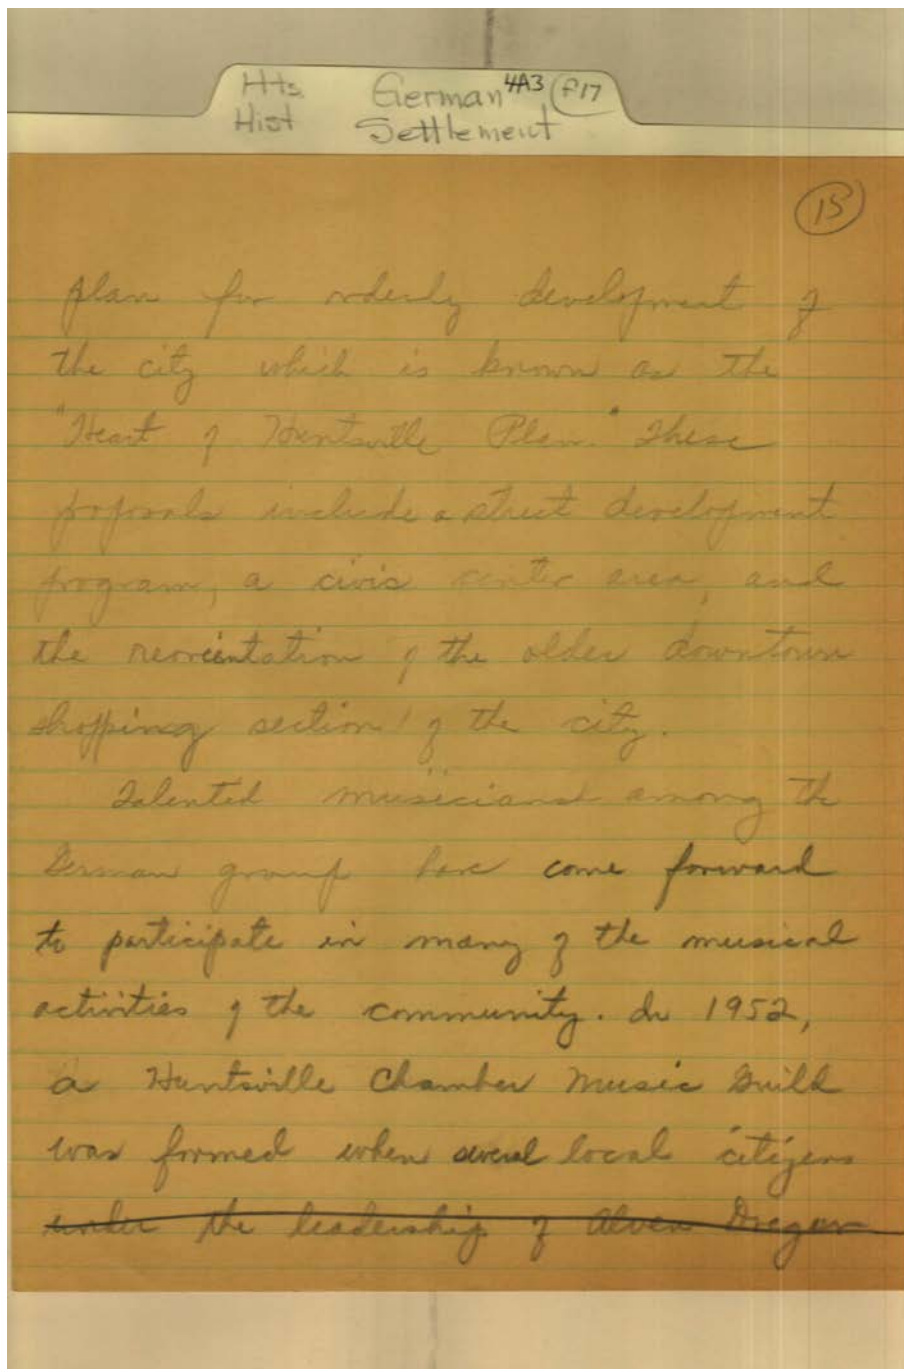 Hts. German 4A3 f17
Hist Settlement
15
plan for orderly development of
the city which is known as the
"Heart of Huntsville Plan." These
proposals include a street development
program, a civic center area, and
the reorientation of the older downtown
shopping section of the city.
Talented musicians among the
German group have come forward
to participate in many of the musical
activities of the community. In 1952,
a Huntsville Chamber Music Guild
was formed when several local citizens
under the leadership of Alvin Dreger